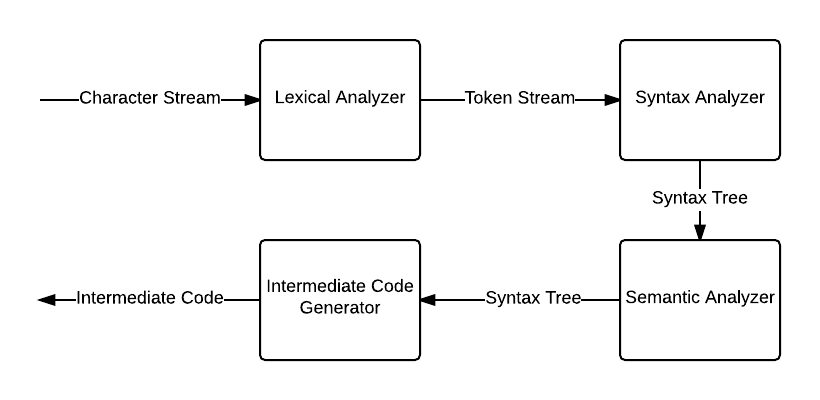 Character Stream
Lexical Analyzer
Token Stream
Syntax Analyzer
Syntax Tree
Semantic Analyzer
Syntax Tree
Intermediate Code
Generator
Intermediate Code